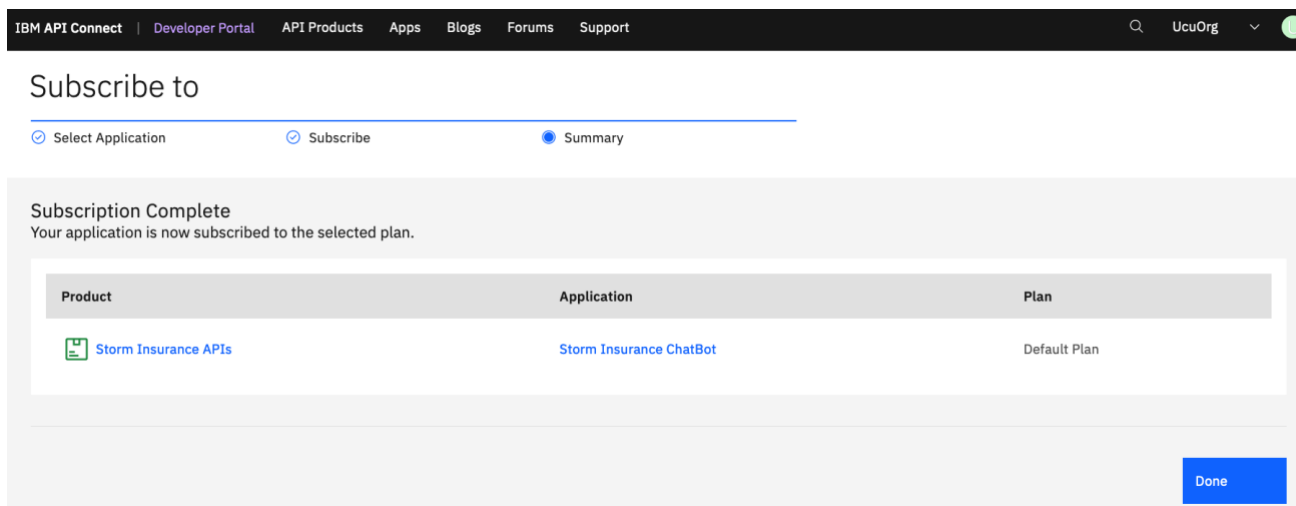 IBM API Connect | Developer Portal API Products Apps Blogs Forums Support UcuOrg
Subscribe to
Select Application Subscribe Summary
Subscription Complete
Your application is now subscribed to the selected plan.
Product Application Plan
Storm Insurance APIs Storm Insurance ChatBot Default Plan
Done